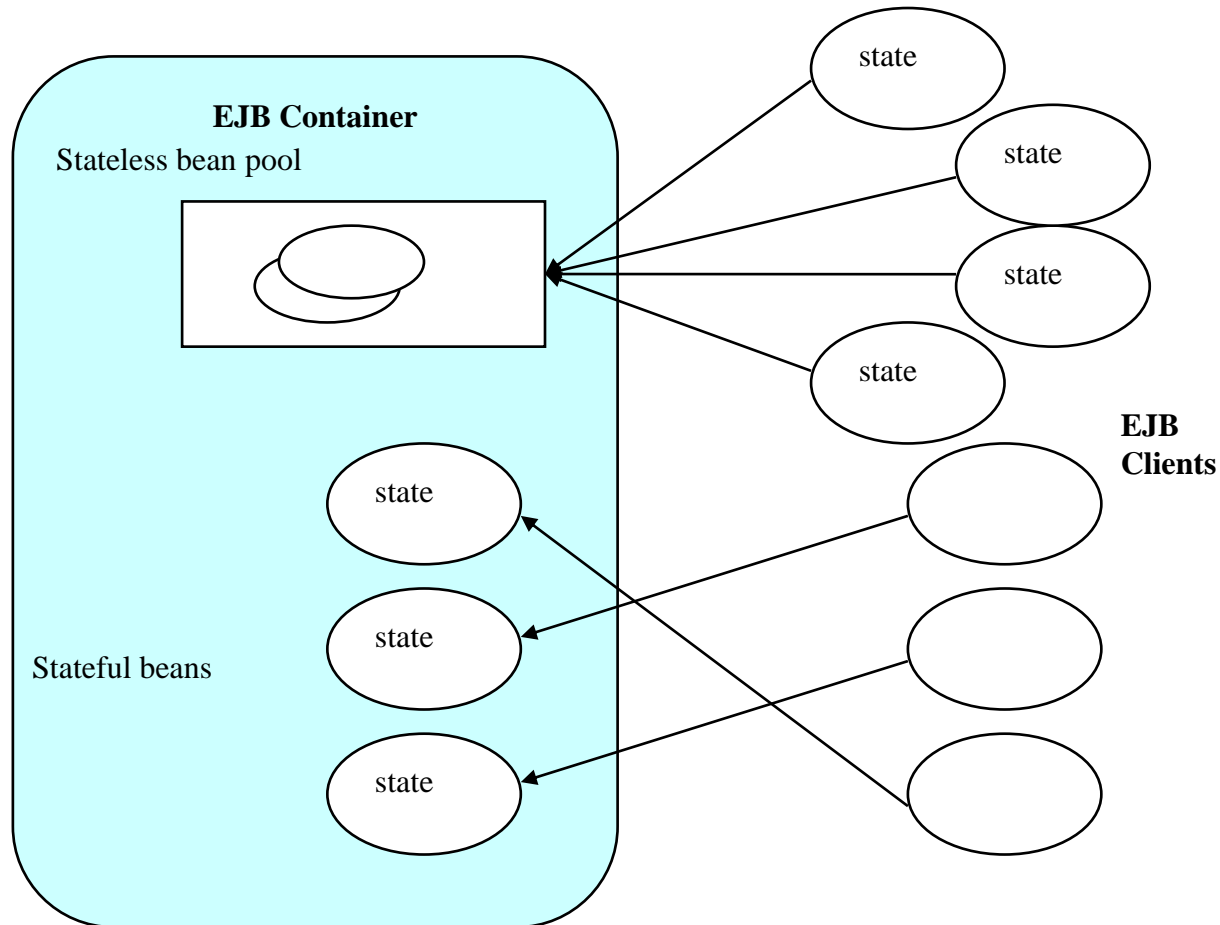 EJB Container
Stateless bean pool
state
state
state
state
EJB
Clients
state
state
Stateful beans
state